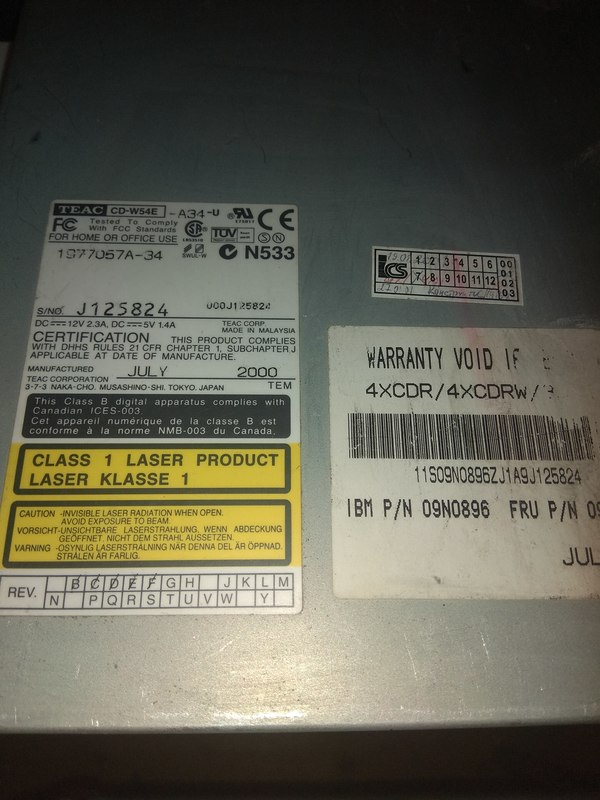 TEAC CD-W54E -A34-U
FC Tested To Comply
With FCC Standards
FOR HOME OR OFFICE USE
TUV
CE
N533
1977057A-34
S/NO. J125824 000J125824
DC 12V 2.3A, DC 5V 1.4A
TEAC CORP.
MADE IN MALAYSIA
CERTIFICATION THIS PRODUCT COMPLIES
WITH DHHS RULES 21 CFR CHAPTER 1, SUBCHAPTER J
APPLICABLE AT DATE OF MANUFACTURE.
MANUFACTURED JULY 2000
TEAC CORPORATION TEM
3-7-3 NAKA-CHO. MUSASHINO-SHI. TOKYO. JAPAN
This Class B digital apparatus complies with
Canadian ICES-003.
Cet appareil numérique de la classe B est
conforme à la norme NMB-003 du Canada.
CLASS 1 LASER PRODUCT
LASER KLASSE 1
CAUTION -INVISIBLE LASER RADIATION WHEN OPEN.
AVOID EXPOSURE TO BEAM.
VORSICHT-UNSICHTBARE LASERSTRAHLUNG, WENN ABDECKUNG
GEÖFFNET. NICHT DEM STRAHL AUSSETZEN.
VARNING -OSYNLIG LASERSTRÅLNING NÄR DENNA DEL ÄR ÖPPNAD.
STRÅLEN ÄR FARLIG.
REV. B C D E F G H J K L M
N P Q R S T U V W Y
ics 1 2 3 4 5 6 00
01
7 8 9 10 11 12 02
03
WARRANTY VOID IF
4XCDR/4XCDRW/
11S09N0896ZJ1A9J125824
IBM P/N 09N0896 FRU P/N 09
JUL